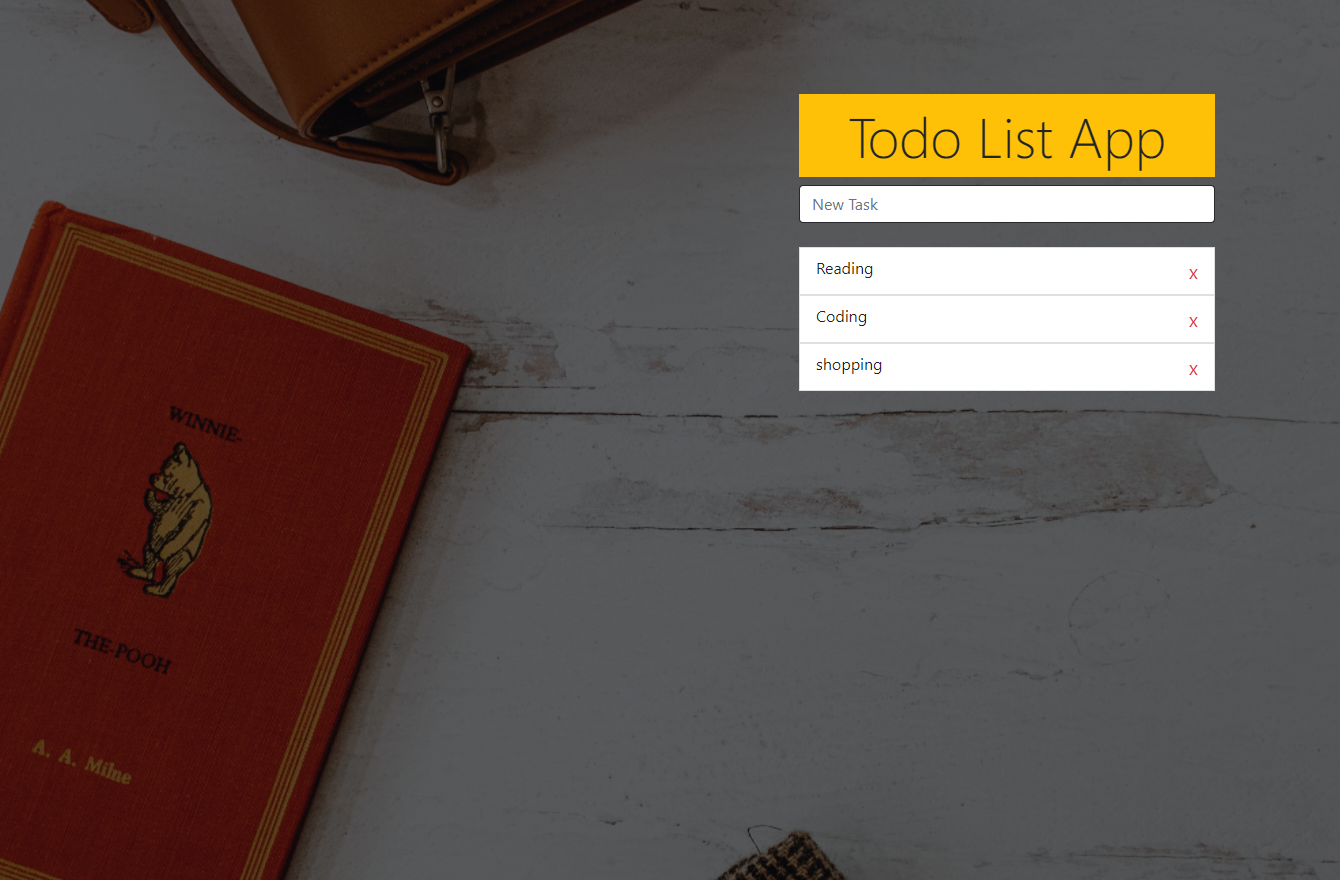 Todo List App
New Task
Reading x
Coding x
shopping x
WINNIE-
THE-POOH
A. A. Milne